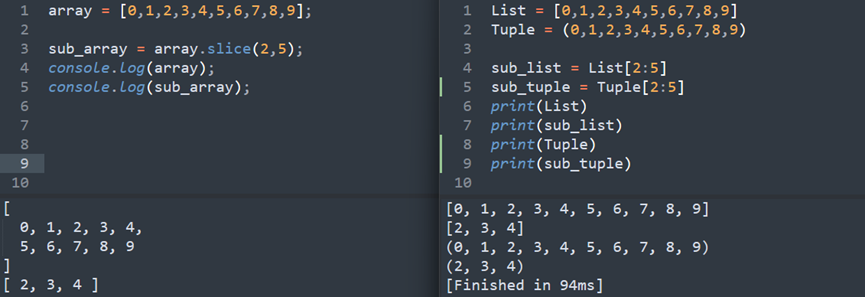 1 array = [0,1,2,3,4,5,6,7,8,9];
2
3 sub_array = array.slice(2,5);
4 console.log(array);
5 console.log(sub_array);
6
7
8
9
10
[
  0, 1, 2, 3, 4,
  5, 6, 7, 8, 9
]
[ 2, 3, 4 ]
1 List = [0,1,2,3,4,5,6,7,8,9]
2 Tuple = (0,1,2,3,4,5,6,7,8,9)
3
4 sub_list = List[2:5]
5 sub_tuple = Tuple[2:5]
6 print(List)
7 print(sub_list)
8 print(Tuple)
9 print(sub_tuple)
10
[0, 1, 2, 3, 4, 5, 6, 7, 8, 9]
[2, 3, 4]
(0, 1, 2, 3, 4, 5, 6, 7, 8, 9)
(2, 3, 4)
[Finished in 94ms]